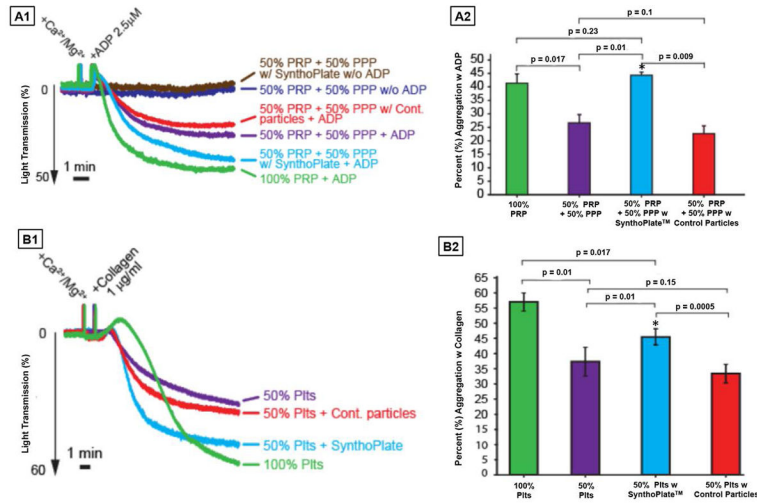 A1
+Ca²⁺/Mg²⁺
+ADP 2.5µM
0
50
Light Transmission (%)
1 min
50% PRP + 50% PPP
w/ SynthoPlate w/o ADP
50% PRP + 50% PPP w/o ADP
50% PRP + 50% PPP w/ Cont.
particles + ADP
50% PRP + 50% PPP + ADP
50% PRP + 50% PPP
w/ SynthoPlate + ADP
100% PRP + ADP
A2
p = 0.1
p = 0.23
p = 0.017
p = 0.01
p = 0.009
*
Percent (%) Aggregation w ADP
50
45
40
35
30
25
20
15
10
5
0
100%
PRP
50% PRP
+ 50% PPP
50% PRP
+ 50% PPP w
SynthoPlate™
50% PRP
+ 50% PPP w
Control Particles
B1
+Ca²⁺/Mg²⁺
+Collagen
1 µg/ml
0
60
Light Transmission (%)
1 min
50% Plts
50% Plts + Cont. particles
50% Plts + SynthoPlate
100% Plts
B2
p = 0.017
p = 0.01
p = 0.15
p = 0.01
p = 0.0005
*
Percent (%) Aggregation w Collagen
65
60
55
50
45
40
35
30
25
20
15
10
5
0
100%
Plts
50%
Plts
50% Plts w
SynthoPlate™
50% Plts w
Control Particles